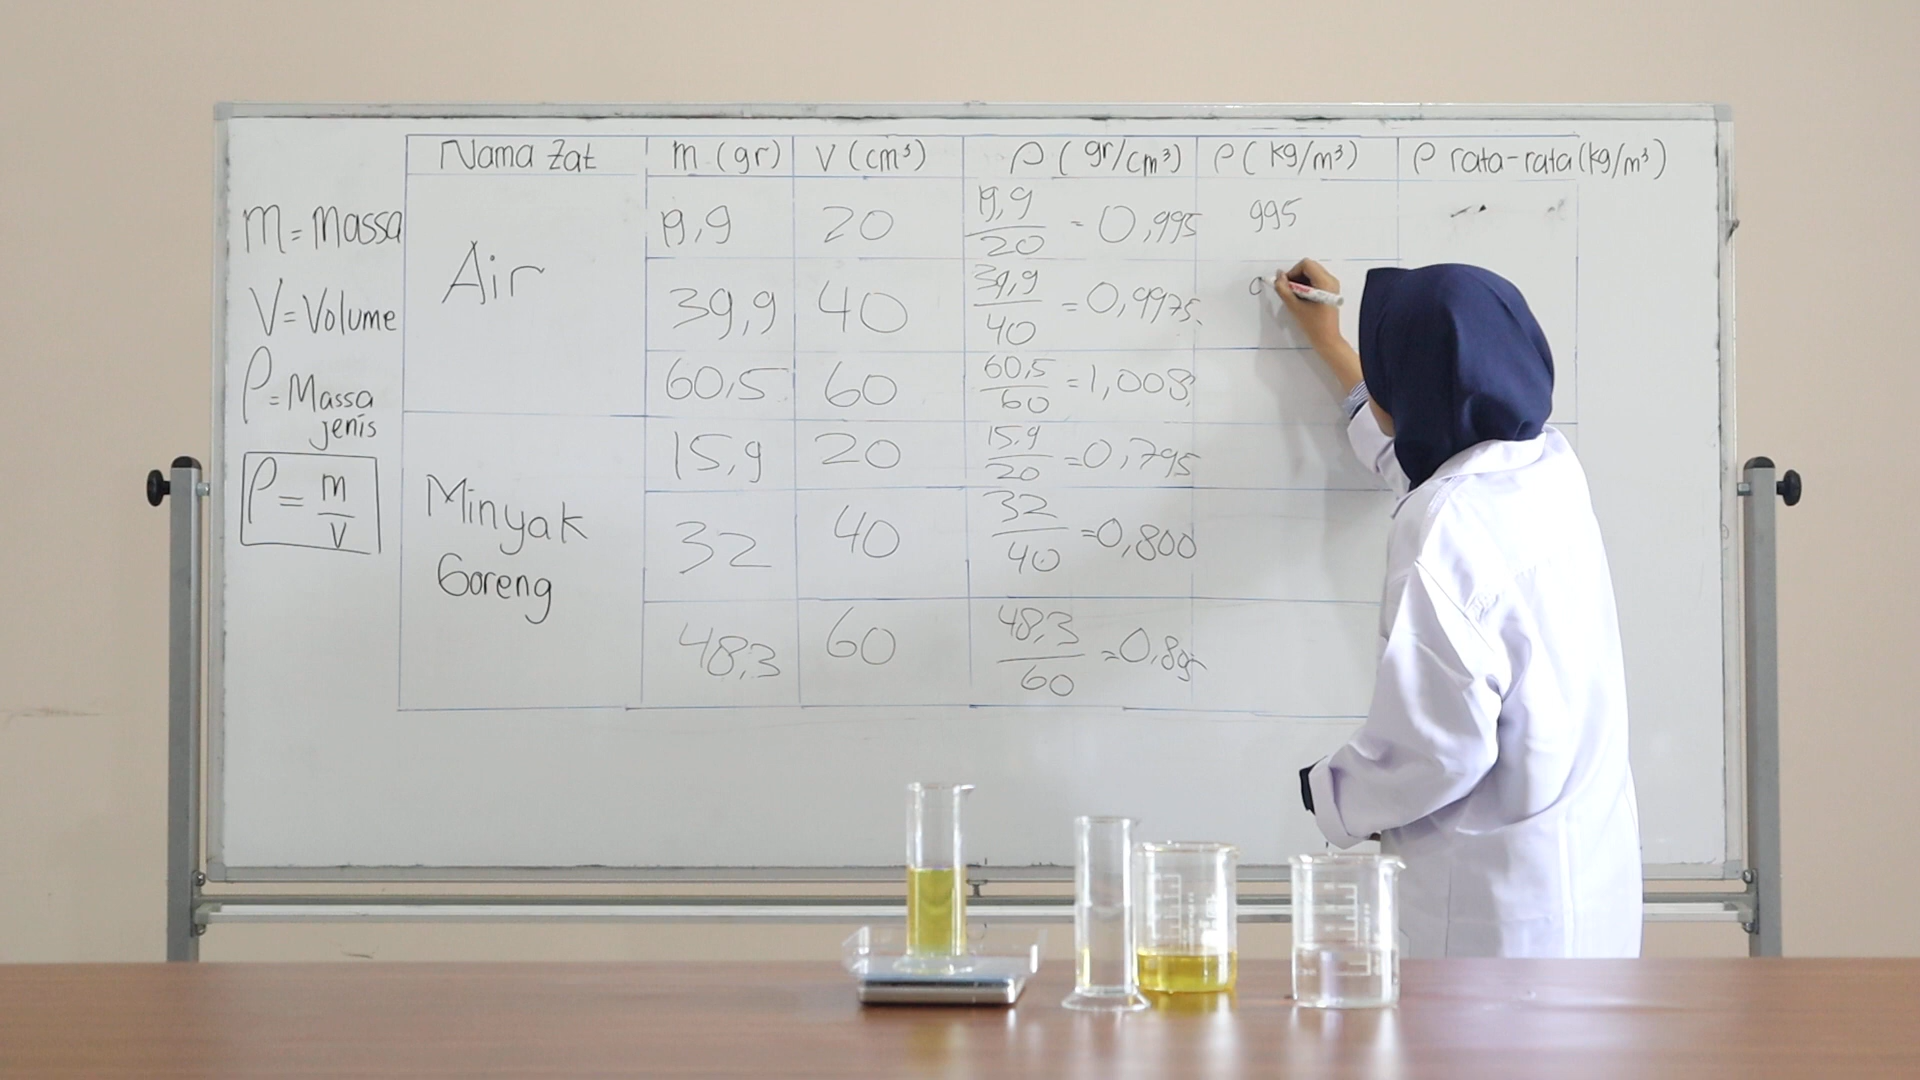 m = Massa
V = Volume
ρ = Massa
jenis
ρ = m/V
Nama Zat | m (gr) | V (cm³) | ρ (gr/cm³) | ρ (kg/m³) | ρ rata-rata (kg/m³)
Air | 19,9 | 20 | 19,9/20 = 0,995 | 995
39,9 | 40 | 39,9/40 = 0,9975 | 9
60,5 | 60 | 60,5/60 = 1,008
Minyak
Goreng
15,9 | 20 | 15,9/20 = 0,795
32 | 40 | 32/40 = 0,800
48,3 | 60 | 48,3/60 =